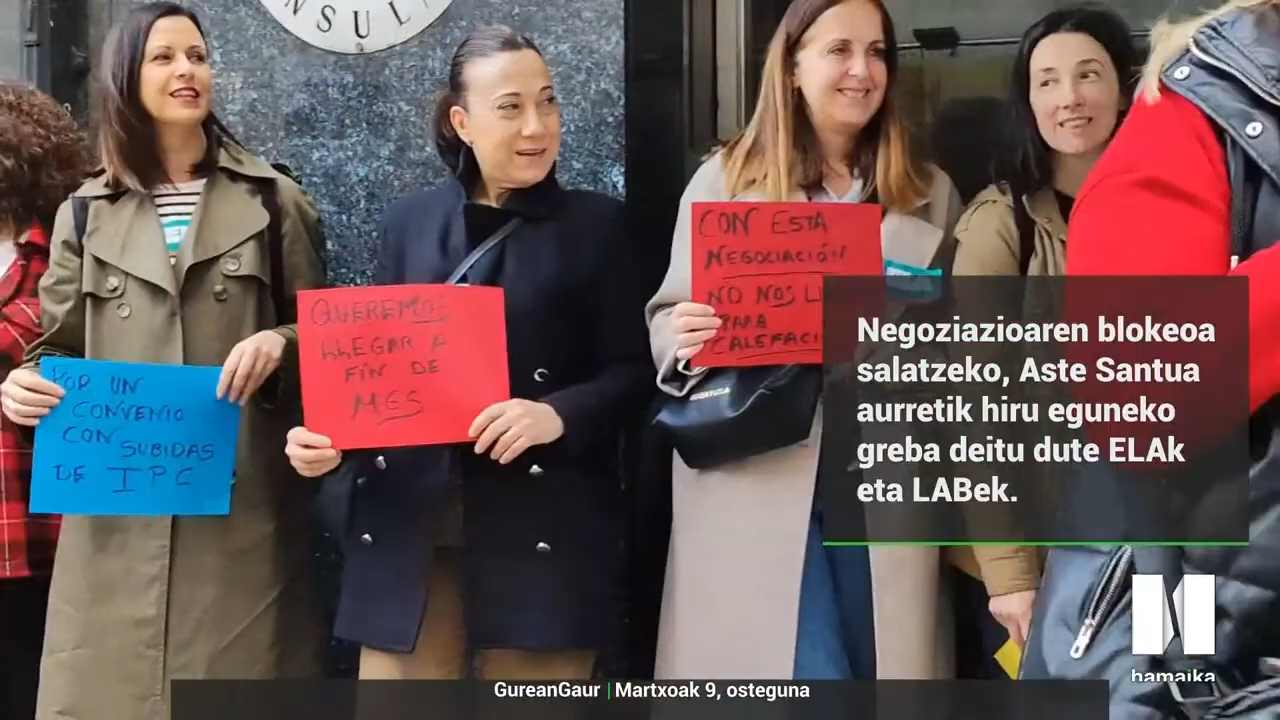 NSUL
POR UN
CONVENIO
CON SUBIDAS
DE IPC
QUEREMOS
LLEGAR A
FIN DE
MES
CON ESTA
NEGOCIACIÓN
NO NOS
PARA
Negoziazioaren blokeoa
salatzeko, Aste Santua
aurretik hiru eguneko
greba deitu dute ELAk
eta LABek.
hamaika
GureanGaur | Martxoak 9, osteguna